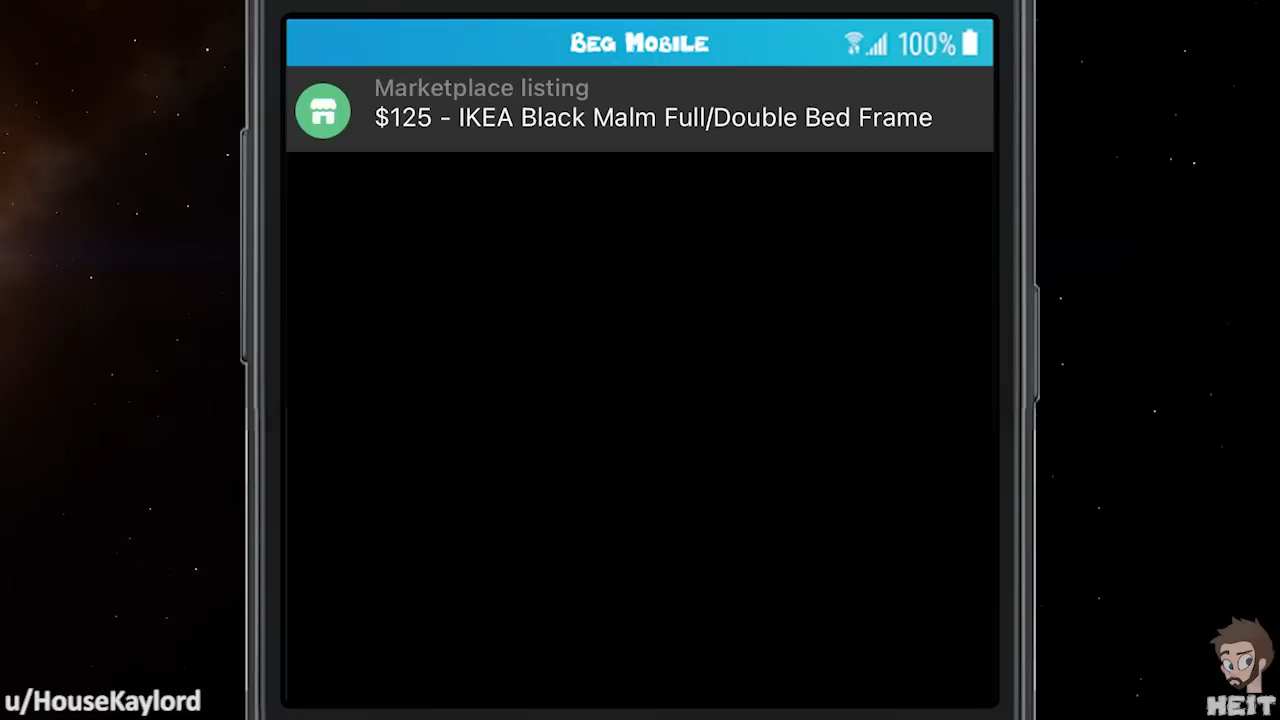 Beg Mobile
100%
Marketplace listing
$125 - IKEA Black Malm Full/Double Bed Frame
u/HouseKaylord
HEIT